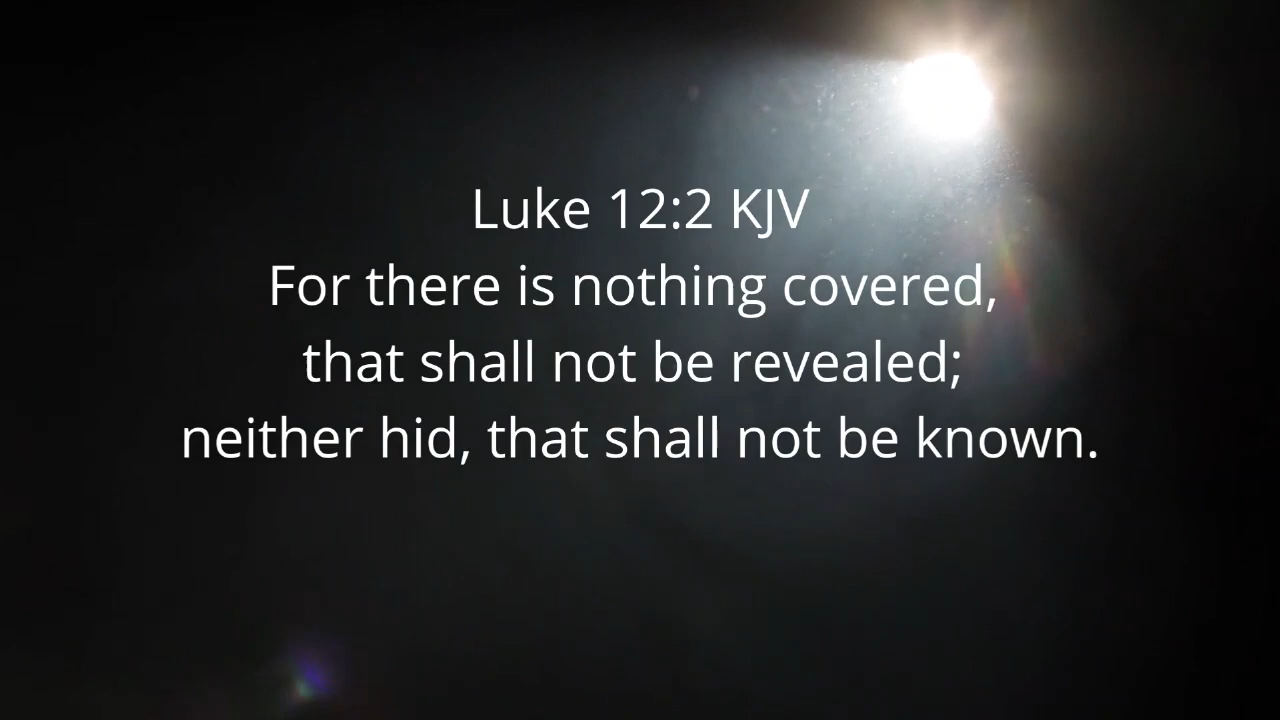 Luke 12:2 KJV
For there is nothing covered,
that shall not be revealed;
neither hid, that shall not be known.